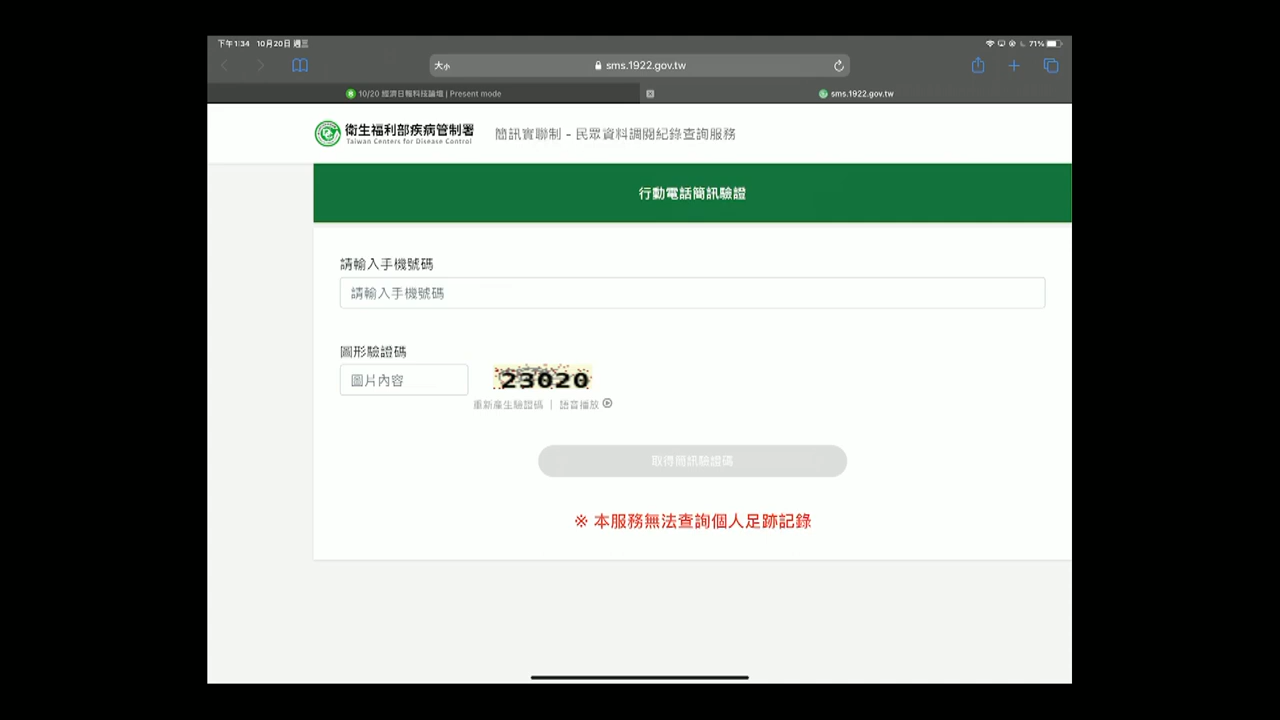 下午1:34 10月20日 週三
71%
大小
sms.1922.gov.tw
10/20 經濟日報科技論壇 | Present mode
sms.1922.gov.tw
衛生福利部疾病管制署
Taiwan Centers for Disease Control
簡訊實聯制 - 民眾資料調閱紀錄查詢服務
行動電話簡訊驗證
請輸入手機號碼
請輸入手機號碼
圖形驗證碼
圖片內容
23020
重新產生驗證碼 | 語音播放
取得簡訊驗證碼
※ 本服務無法查詢個人足跡記錄